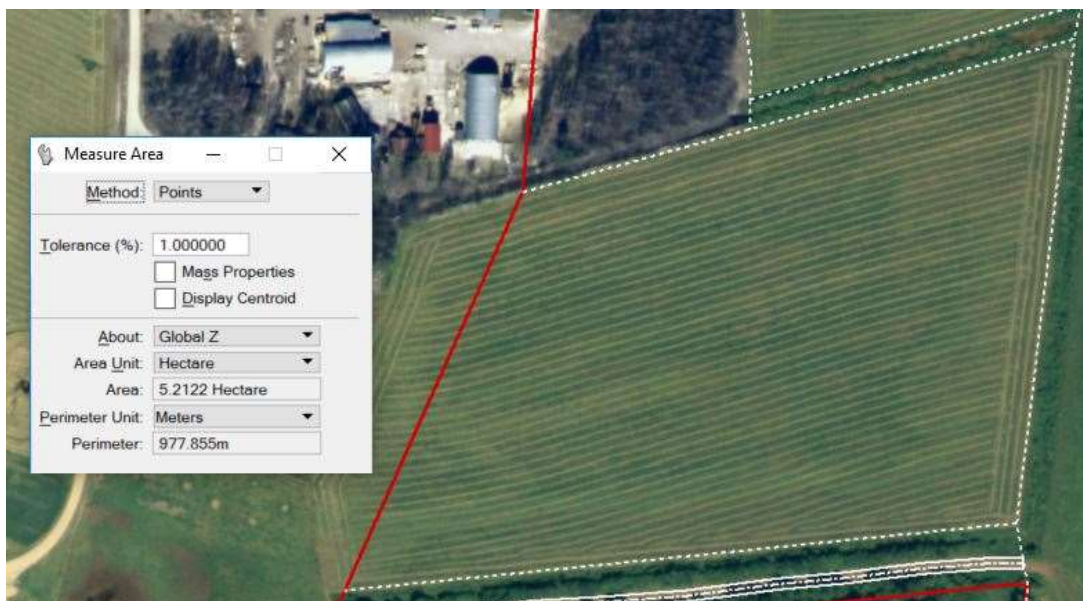 Measure Area
Method: Points
Tolerance (%): 1.000000
Mass Properties
Display Centroid
About: Global Z
Area Unit: Hectare
Area: 5.2122 Hectare
Perimeter Unit: Meters
Perimeter: 977.855m